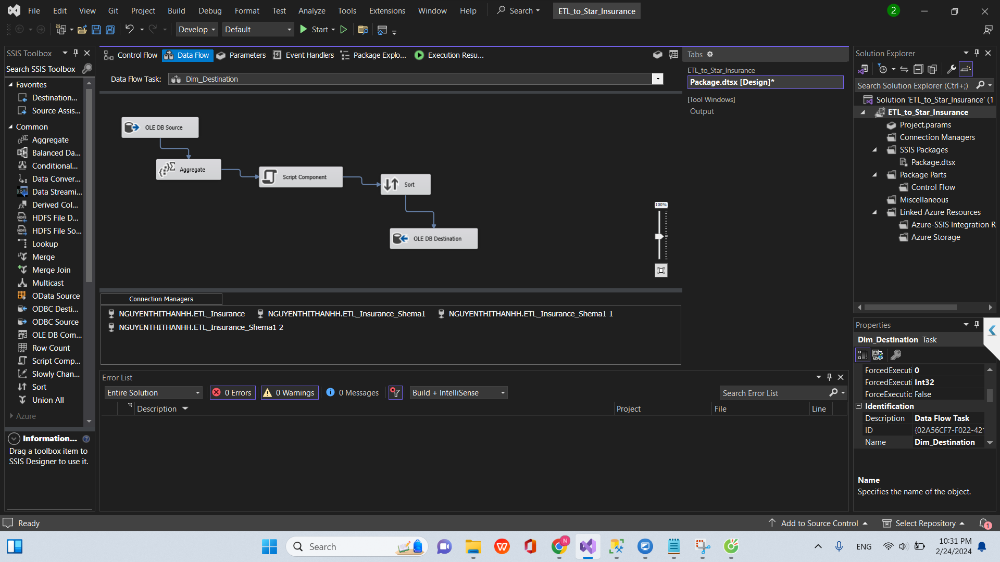 File Edit View Git Project Build Debug Format Test Analyze Tools Extensions Window Help Search ETL_to_Star_Insurance 2
Develop Default Start
SSIS Toolbox
Search SSIS Toolbox
Favorites
Destination...
Source Assis...
Common
Aggregate
Balanced Da...
Conditional...
Data Conver...
Data Streami...
Derived Col...
HDFS File D...
HDFS File So...
Lookup
Merge
Merge Join
Multicast
OData Source
ODBC Desti...
ODBC Source
OLE DB Com...
Row Count
Script Comp...
Slowly Chan...
Sort
Union All
Azure
Information...
Drag a toolbox item to
SSIS Designer to use it.
Control Flow Data Flow Parameters Event Handlers Package Explo... Execution Resu...
Data Flow Task: Dim_Destination
OLE DB Source
Aggregate
Script Component
Sort
OLE DB Destination
100%
Connection Managers
NGUYENTHITHANHH.ETL_Insurance NGUYENTHITHANHH.ETL_Insurance_Shema1 NGUYENTHITHANHH.ETL_Insurance_Shema1 1
NGUYENTHITHANHH.ETL_Insurance_Shema1 2
Error List
Entire Solution 0 Errors 0 Warnings 0 Messages Build + IntelliSense Search Error List
Description Project File Line
Tabs
ETL_to_Star_Insurance
Package.dtsx [Design]*
[Tool Windows]
Output
Solution Explorer
Search Solution Explorer (Ctrl+;)
Solution 'ETL_to_Star_Insurance' (1
ETL_to_Star_Insurance
Project.params
Connection Managers
SSIS Packages
Package.dtsx
Package Parts
Control Flow
Miscellaneous
Linked Azure Resources
Azure-SSIS Integration R
Azure Storage
Properties
Dim_Destination Task
ForcedExecuti 0
ForcedExecuti Int32
ForceExecutic False
Identification
Description Data Flow Task
ID {02A56CF7-F022-421
Name Dim_Destination
Name
Specifies the name of the object.
Ready Add to Source Control Select Repository 1
Search N ENG 10:31 PM
2/24/2024